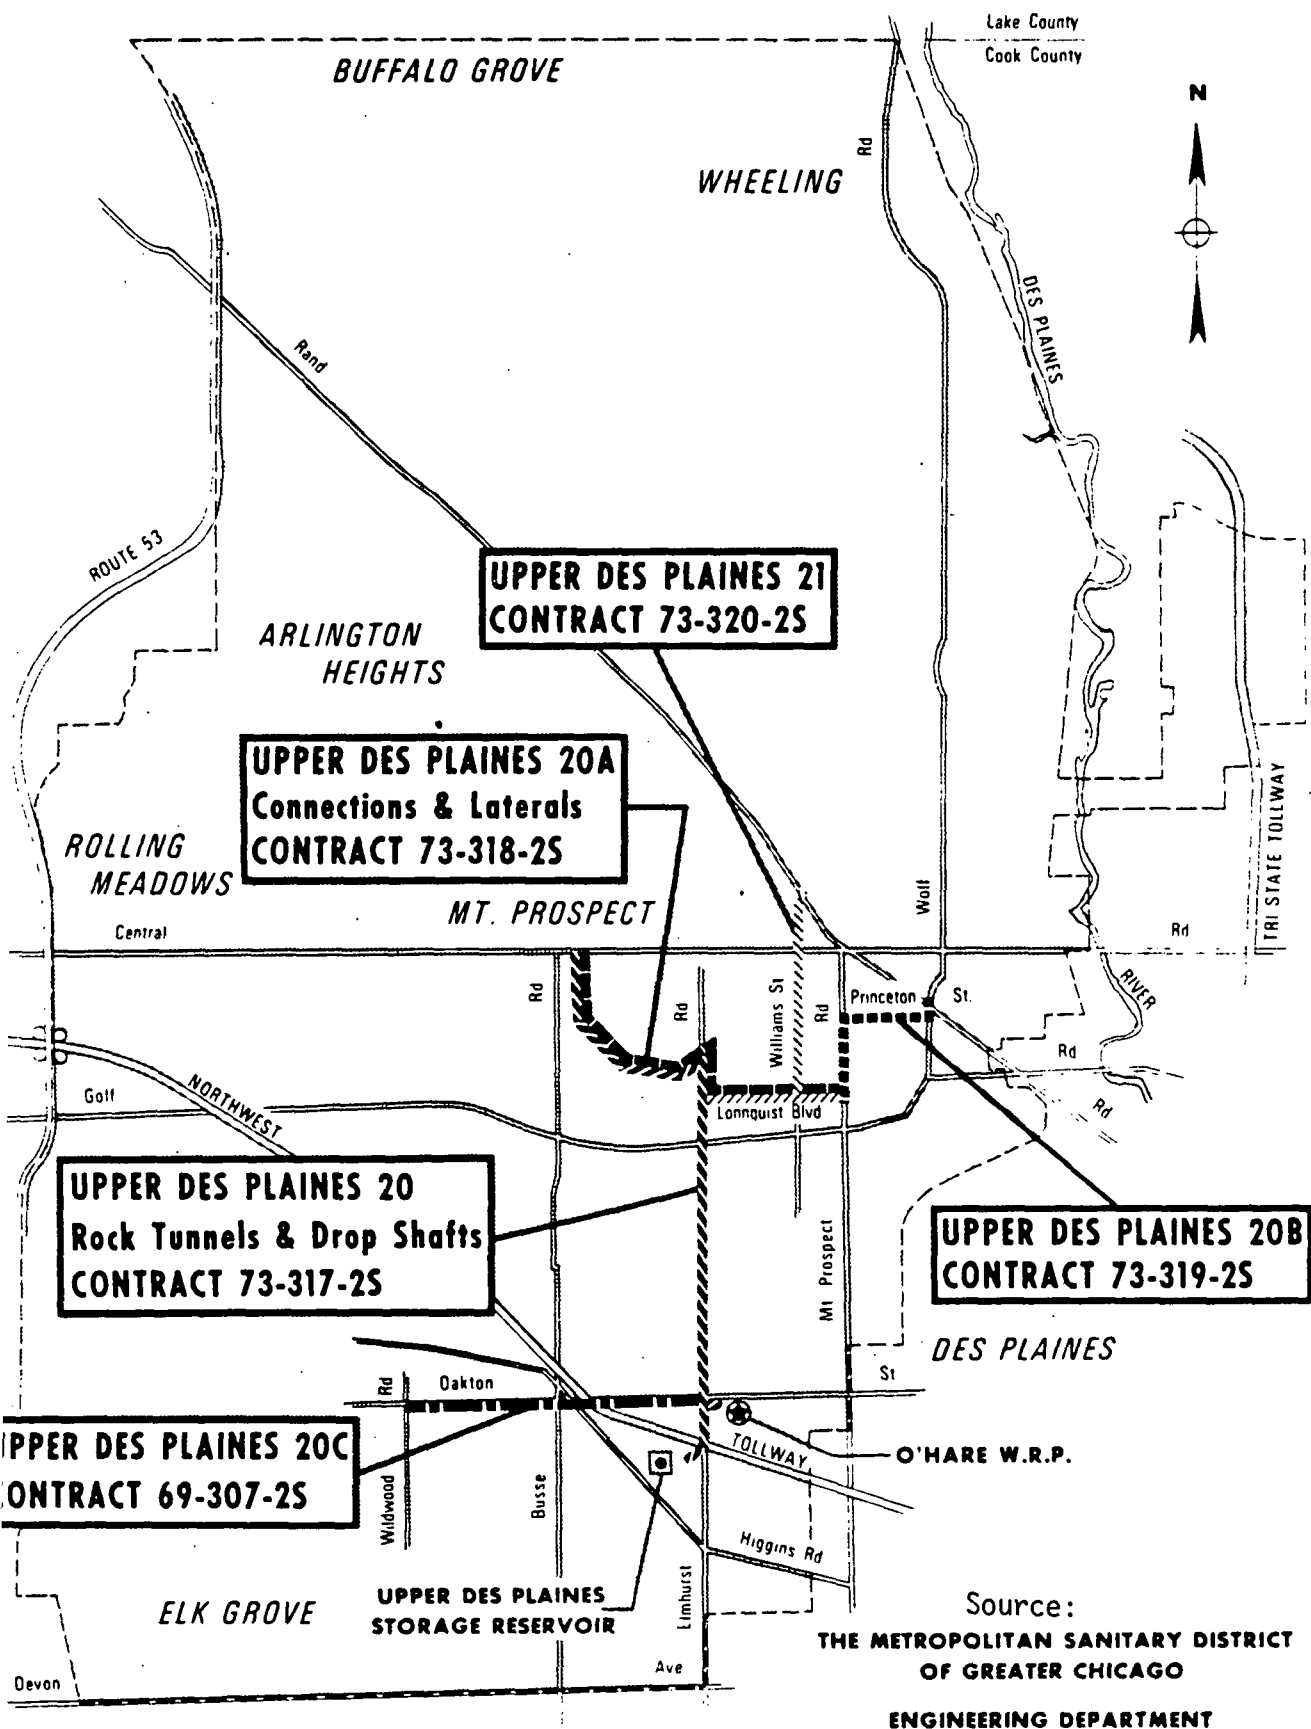 Lake County
Cook County
BUFFALO GROVE
N
Rd
WHEELING
DES PLAINES
Rand
ROUTE 53
UPPER DES PLAINES 21
CONTRACT 73-320-2S
ARLINGTON
HEIGHTS
UPPER DES PLAINES 20A
Connections & Laterals
CONTRACT 73-318-2S
TRI STATE TOLLWAY
ROLLING
MEADOWS
MT. PROSPECT
Wolf
Central
Rd
Rd
Rd
Williams St
Rd
Princeton
St.
RIVER
Rd
Golf
NORTHWEST
Lonnquist Blvd
Rd
UPPER DES PLAINES 20
Rock Tunnels & Drop Shafts
CONTRACT 73-317-2S
UPPER DES PLAINES 20B
CONTRACT 73-319-2S
Mt Prospect
DES PLAINES
Rd
Oakton
St
UPPER DES PLAINES 20C
CONTRACT 69-307-2S
TOLLWAY
O'HARE W.R.P.
Wildwood
Busse
Higgins Rd
UPPER DES PLAINES
STORAGE RESERVOIR
Elmhurst
ELK GROVE
Source:
THE METROPOLITAN SANITARY DISTRICT
OF GREATER CHICAGO
Devon
Ave
ENGINEERING DEPARTMENT